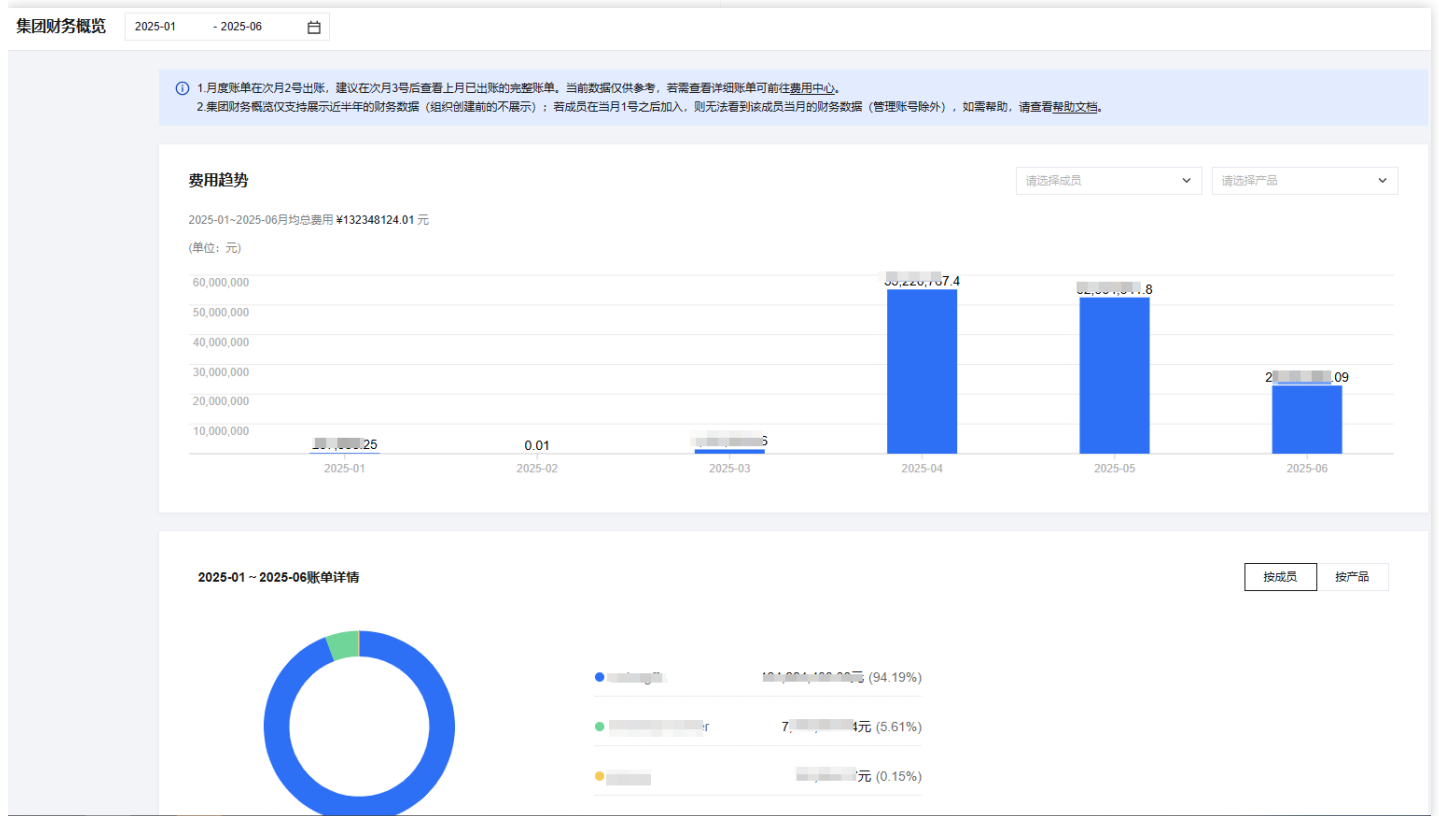 集团财务概览 2025-01 - 2025-06
1.月度账单在次月2号出账，建议在次月3号后查看上月已出账的完整账单。当前数据仅供参考，若需查看详细账单可前往费用中心。
2.集团财务概览仅支持展示近半年的财务数据（组织创建前的不展示）；若成员在当月1号之后加入，则无法看到该成员当月的财务数据（管理账号除外），如需帮助，请查看帮助文档。
费用趋势 请选择成员 请选择产品
2025-01~2025-06月均总费用 ¥132348124.01 元
(单位：元)
60,000,000
50,000,000
40,000,000
30,000,000
20,000,000
10,000,000
0.01
2025-01 2025-02 2025-03 2025-04 2025-05 2025-06
2025-01 ~ 2025-06账单详情 按成员 按产品
元 (94.19%)
元 (5.61%)
元 (0.15%)